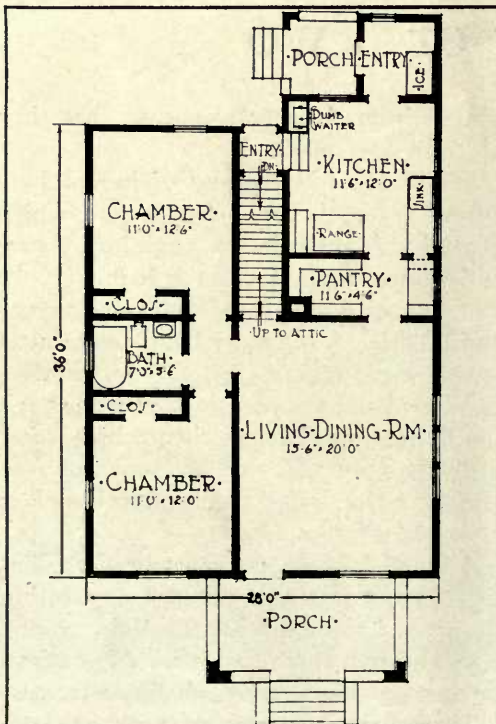 ·PORCH· ENTRY
ICE
DUMB
WAITER
ENTRY
DN.
·KITCHEN·
11'6" × 12'0"
SINK
CHAMBER·
11'0" × 12'6"
·RANGE·
·PANTRY·
11'6" × 4'6"
·CLOS·
·UP TO ATTIC
·BATH·
7'0" × 5'6"
36'0"
·CLOS·
·LIVING-DINING-RM
15'6" × 20'0"
·CHAMBER
11'0" × 12'0"
28'0"
·PORCH·